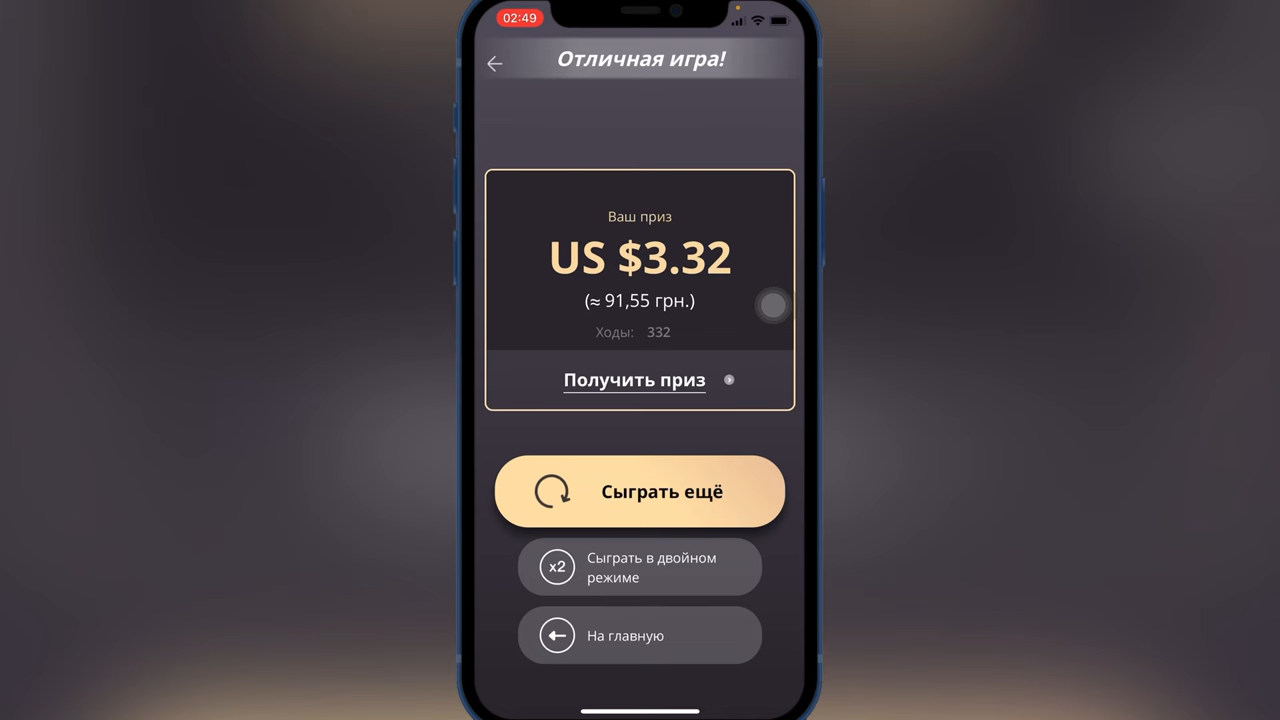 02:49
Отличная игра!
Ваш приз
US $3.32
(≈ 91,55 грн.)
Ходы: 332
Получить приз
Сыграть ещё
x2
Сыграть в двойном
режиме
На главную